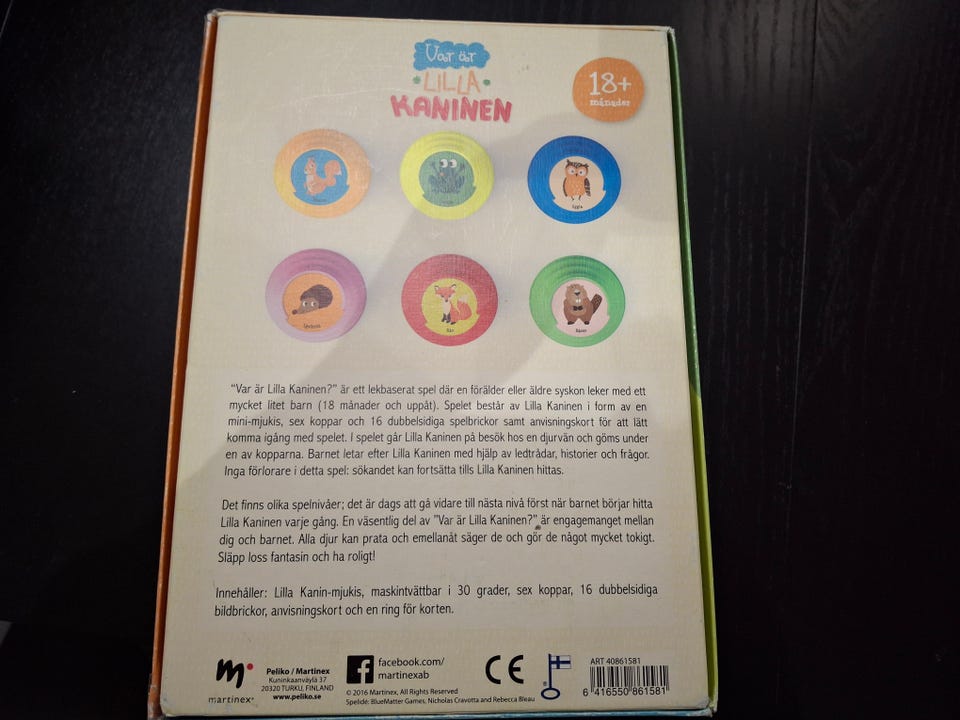 Var är
LILLA
KANINEN
18+
månader
Uggla
Räv
Bäver
"Var är Lilla Kaninen?" är ett lekbaserat spel där en förälder eller äldre syskon leker med ett
mycket litet barn (18 månader och uppåt). Spelet består av Lilla Kaninen i form av en
mini-mjukis, sex koppar och 16 dubbelsidiga spelbrickor samt anvisningskort för att lätt
komma igång med spelet. I spelet går Lilla Kaninen på besök hos en djurvän och göms under
en av kopparna. Barnet letar efter Lilla Kaninen med hjälp av ledtrådar, historier och frågor.
Inga förlorare i detta spel: sökandet kan fortsätta tills Lilla Kaninen hittas.
Det finns olika spelnivåer; det är dags att gå vidare till nästa nivå först när barnet börjar hitta
Lilla Kaninen varje gång. En väsentlig del av "Var är Lilla Kaninen?" är engagemanget mellan
dig och barnet. Alla djur kan prata och emellanåt säger de och gör de något mycket tokigt.
Släpp loss fantasin och ha roligt!
Innehåller: Lilla Kanin-mjukis, maskintvättbar i 30 grader, sex koppar, 16 dubbelsidiga
bildbrickor, anvisningskort och en ring för korten.
m
martinex
Peliko / Martinex
Kuninkaanväylä 37
20320 TURKU, FINLAND
www.peliko.se
f
facebook.com/
martinexab
© 2016 Martinex, All Rights Reserved
Spelidé: BlueMatter Games, Nicholas Cravotta and Rebecca Bleau
CE
ART 40861581
6 416550 861581